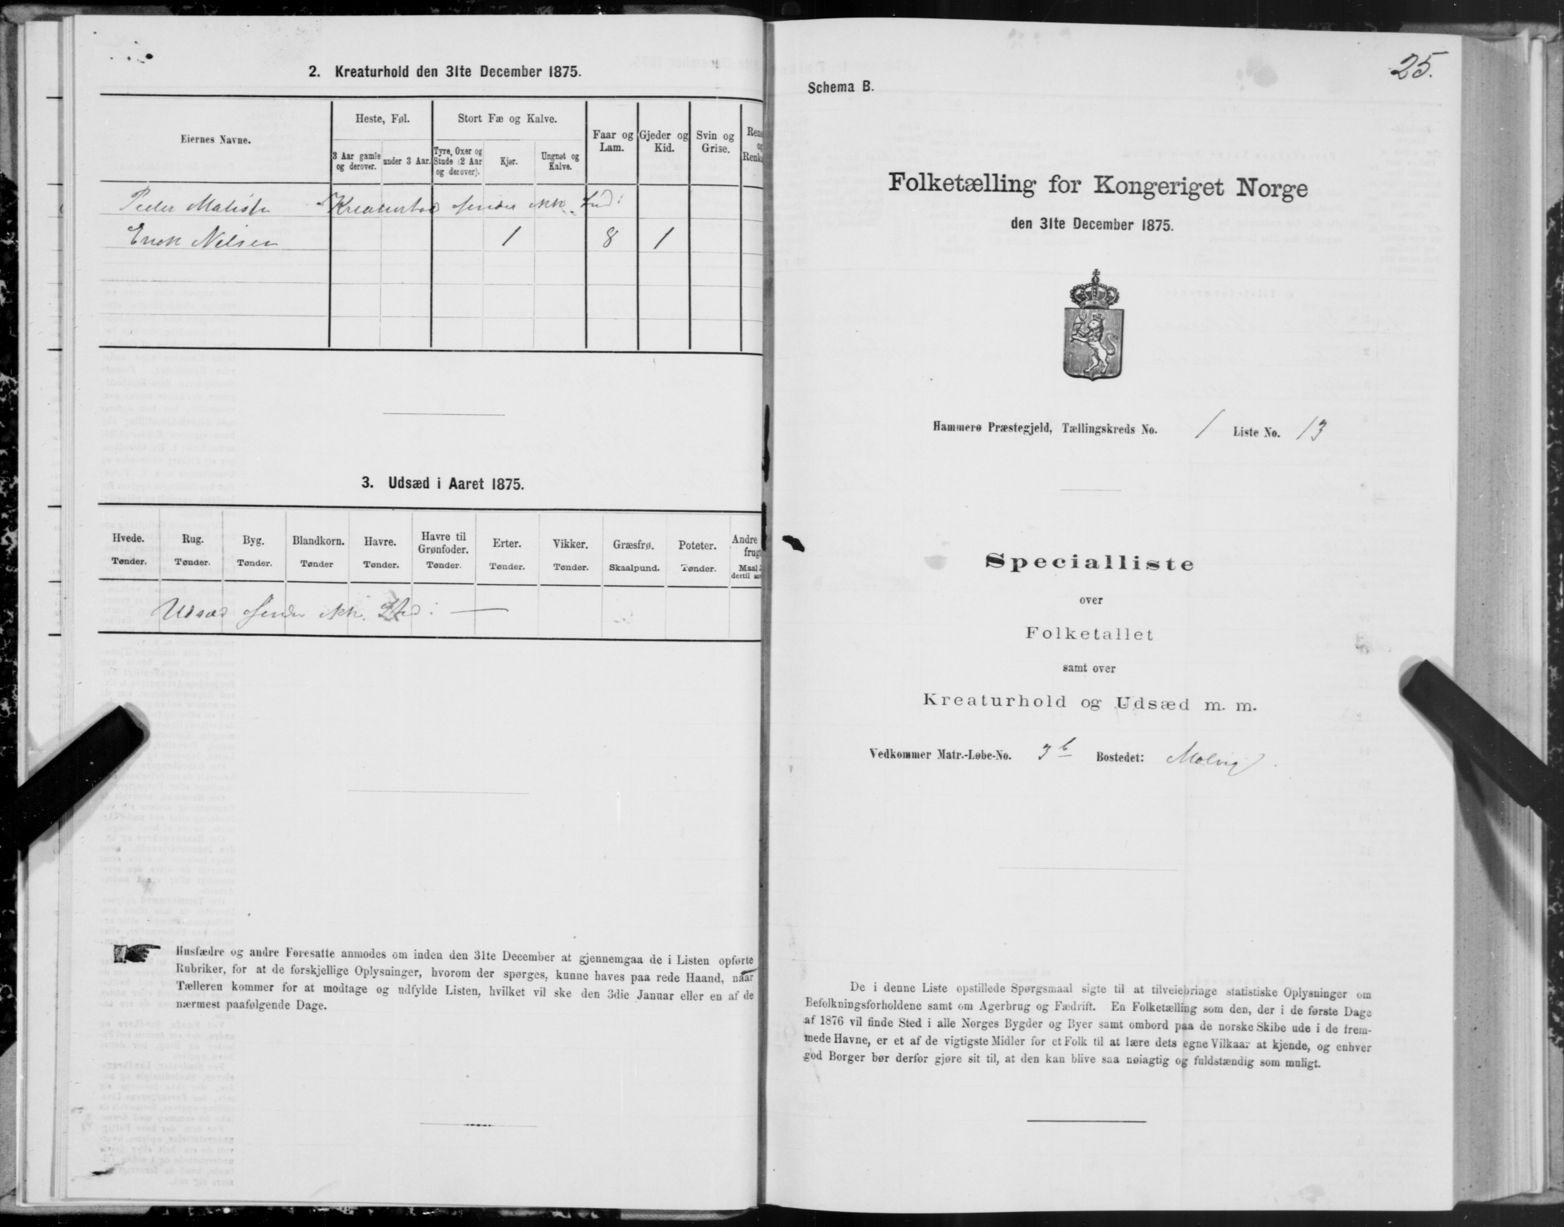 2. Kreaturhold den 31te December 1875.
Eiernes Navne.
Heste, Føl.
3 Aar gamle og derover.
under 3 Aar.
Stort Fæ og Kalve.
Tyre, Oxer og Stude (2 Aar og derover).
Kjør.
Ungnøt og Kalve.
Faar og Lam.
Gjeder og Kid.
Svin og Grise.
Peder Kreaturhold finder ikke Sted:
Erick Nilsen 1 8 1
3. Udsæd i Aaret 1875.
Hvede. Rug. Byg. Blandkorn. Havre. Havre til Grønfoder. Erter. Vikker. Græsfrø. Poteter. Andre
Tønder. Tønder. Tønder. Tønder Tønder. Tønder. Tønder. Tønder. Skaalpund. Tønder.
Udsæd finder ikke Sted: —
Husfædre og andre Foresatte anmodes om inden den 31te December at gjennemgaa de i Listen opførte
Rubriker, for at de forskjellige Oplysninger, hvorom der spørges, kunne haves paa rede Haand, naar
Tælleren kommer for at modtage og udfylde Listen, hvilket vil ske den 3die Januar eller en af de
nærmest paafølgende Dage.
25.
Schema B.
Folketælling for Kongeriget Norge
den 31te December 1875.
Hammerø Præstegjeld, Tællingskreds No. 1 Liste No. 13
Specialliste
over
Folketallet
samt over
Kreaturhold og Udsæd m. m.
Vedkommer Matr.-Løbe-No. 3b Bostedet: Molvig.
De i denne Liste opstillede Spørgsmaal sigte til at tilveiebringe statistiske Oplysninger om
Befolkningsforholdene samt om Agerbrug og Fædrift. En Folketælling som den, der i de første Dage
af 1876 vil finde Sted i alle Norges Bygder og Byer samt ombord paa de norske Skibe ude i de frem-
mede Havne, er et af de vigtigste Midler for et Folk til at lære dets egne Vilkaar at kjende, og enhver
god Borger bør derfor gjøre sit til, at den kan blive saa nøiagtig og fuldstændig som muligt.